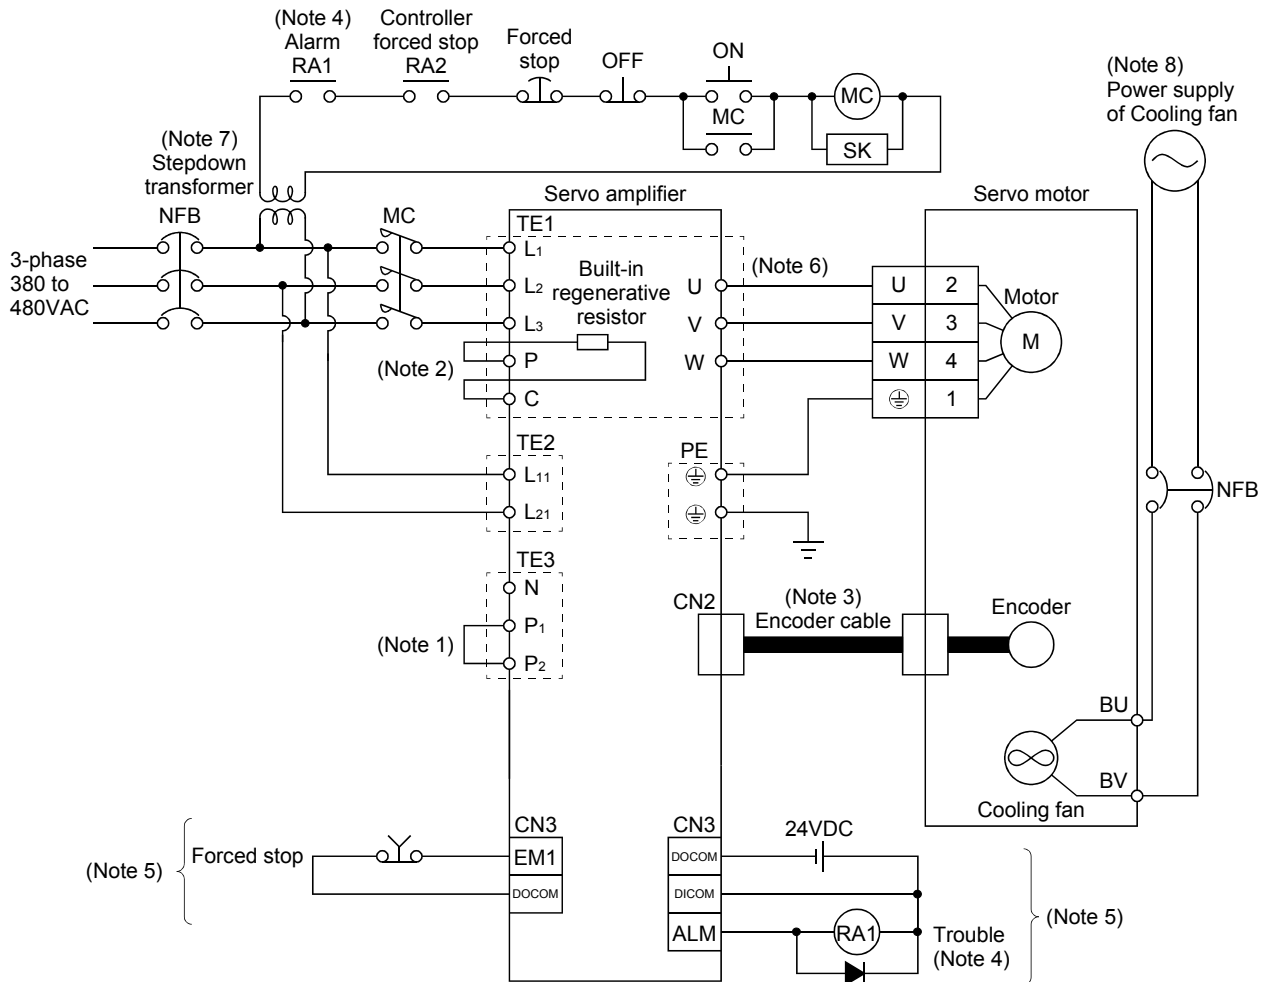 (Note 4)
Alarm
RA1
Controller
forced stop
RA2
Forced
stop
OFF
ON
MC
MC
SK
(Note 8)
Power supply
of Cooling fan
(Note 7)
Stepdown
transformer
NFB
MC
3-phase
380 to
480VAC
Servo amplifier
Servo motor
TE1
L1
L2
L3
P
C
Built-in
regenerative
resistor
(Note 2)
U
V
W
(Note 6)
U 2
V 3
W 4
1
Motor
M
TE2
L11
L21
PE
NFB
TE3
N
P1
P2
(Note 1)
CN2
(Note 3)
Encoder cable
Encoder
BU
BV
Cooling fan
(Note 5)
Forced stop
CN3
EM1
DOCOM
CN3
DOCOM
DICOM
ALM
24VDC
RA1
Trouble
(Note 4)
(Note 5)